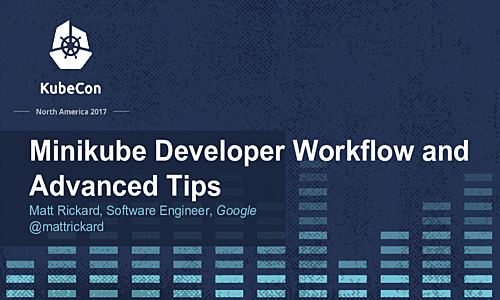 KubeCon
North America 2017
Minikube Developer Workflow and
Advanced Tips
Matt Rickard, Software Engineer, Google
@mattrickard